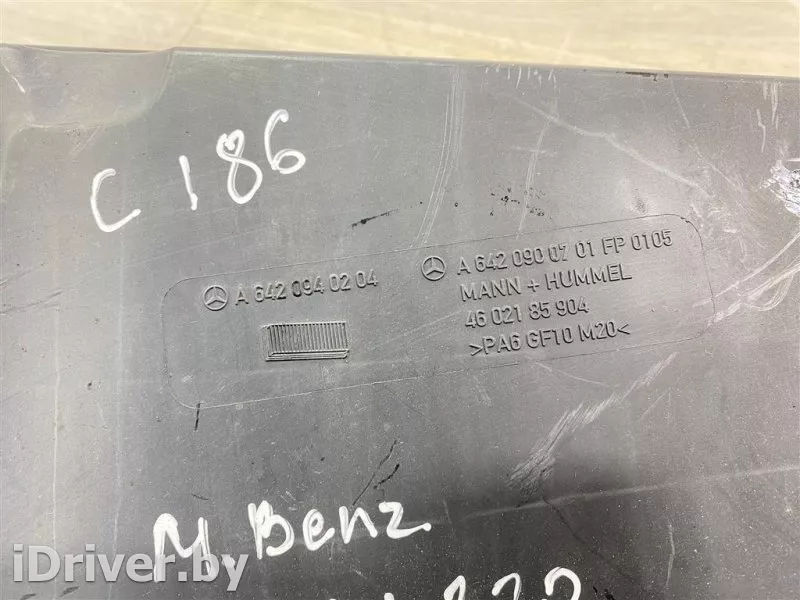 C 186
A 642 094 02 04
A 642 090 07 01 FP 0105
MANN + HUMMEL
46 021 85 904
>PA6 GF10 M20<
M Benz
iDriver.by